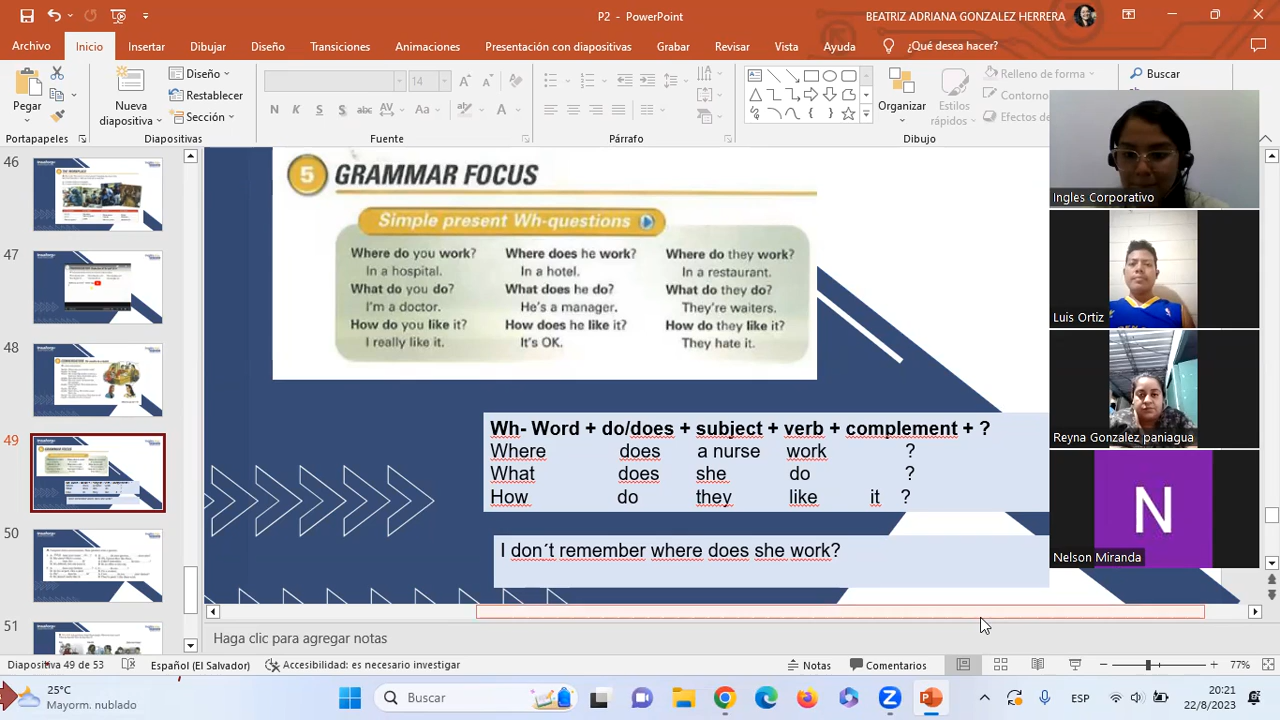 P2 - PowerPoint
BEATRIZ ADRIANA GONZALEZ HERRERA
Archivo Inicio Insertar Dibujar Diseño Transiciones Animaciones Presentación con diapositivas Grabar Revisar Vista Ayuda ¿Qué desea hacer?
Pegar
Nueva diapositiva
Diseño
Restablecer
Sección
14
N K S abc AV Aa A
Organizar
Estilos rápidos
Relleno de forma
Contorno
Efectos de
Buscar
Portapapeles Diapositivas Fuente Párrafo Dibujo
46
47
48
49
50
51
5 GRAMMAR FOCUS
Simple present Wh-questions
Where do you work? Where does he work? Where do they work?
In a hospital. In a hotel. In a restaurant.
What do you do? What does he do? What do they do?
I'm a doctor. He's a manager. They're waiters.
How do you like it? How does he like it? How do they like it?
I really like it. It's OK. They hate it.
Wh- Word + do/does + subject + verb + complement + ?
Where does a nurse work ?
What does she do ?
How do they like it ?
I don't remember where does she work?
Ingles Corporativo
Luis Ortiz
Reyna Gonzalez paniagua
N
Nelson Miranda
Haga clic para agregar notas
Diapositiva 49 de 53 Español (El Salvador) Accesibilidad: es necesario investigar Notas Comentarios 77%
25°C
Mayorm. nublado
Buscar
ESP
20:21
22/8/2023